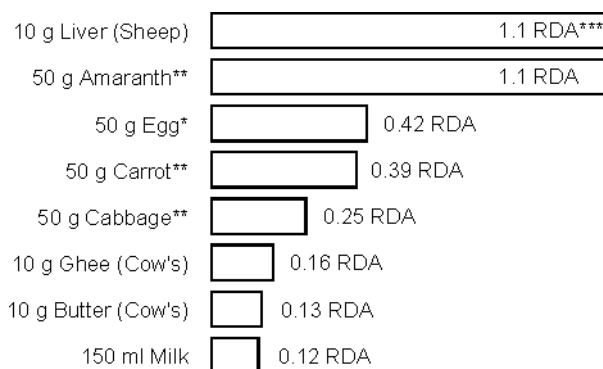 10 g Liver (Sheep) 1.1 RDA***
50 g Amaranth** 1.1 RDA
50 g Egg* 0.42 RDA
50 g Carrot** 0.39 RDA
50 g Cabbage** 0.25 RDA
10 g Ghee (Cow's) 0.16 RDA
10 g Butter (Cow's) 0.13 RDA
150 ml Milk 0.12 RDA